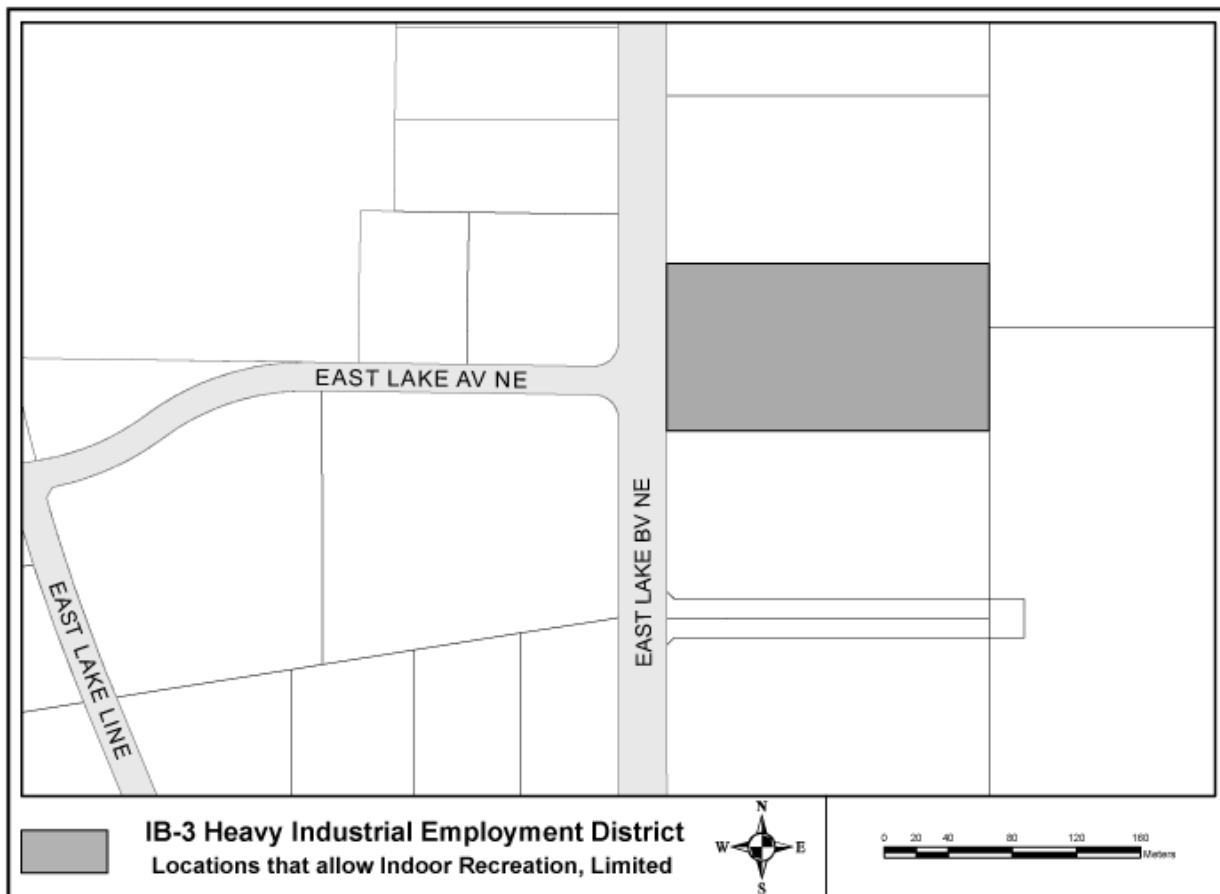 EAST LAKE AV NE
EAST LAKE BV NE
EAST LAKE LINE
IB-3 Heavy Industrial Employment District
Locations that allow Indoor Recreation, Limited
N
W E
S
0 20 40 80 120 160
Meters